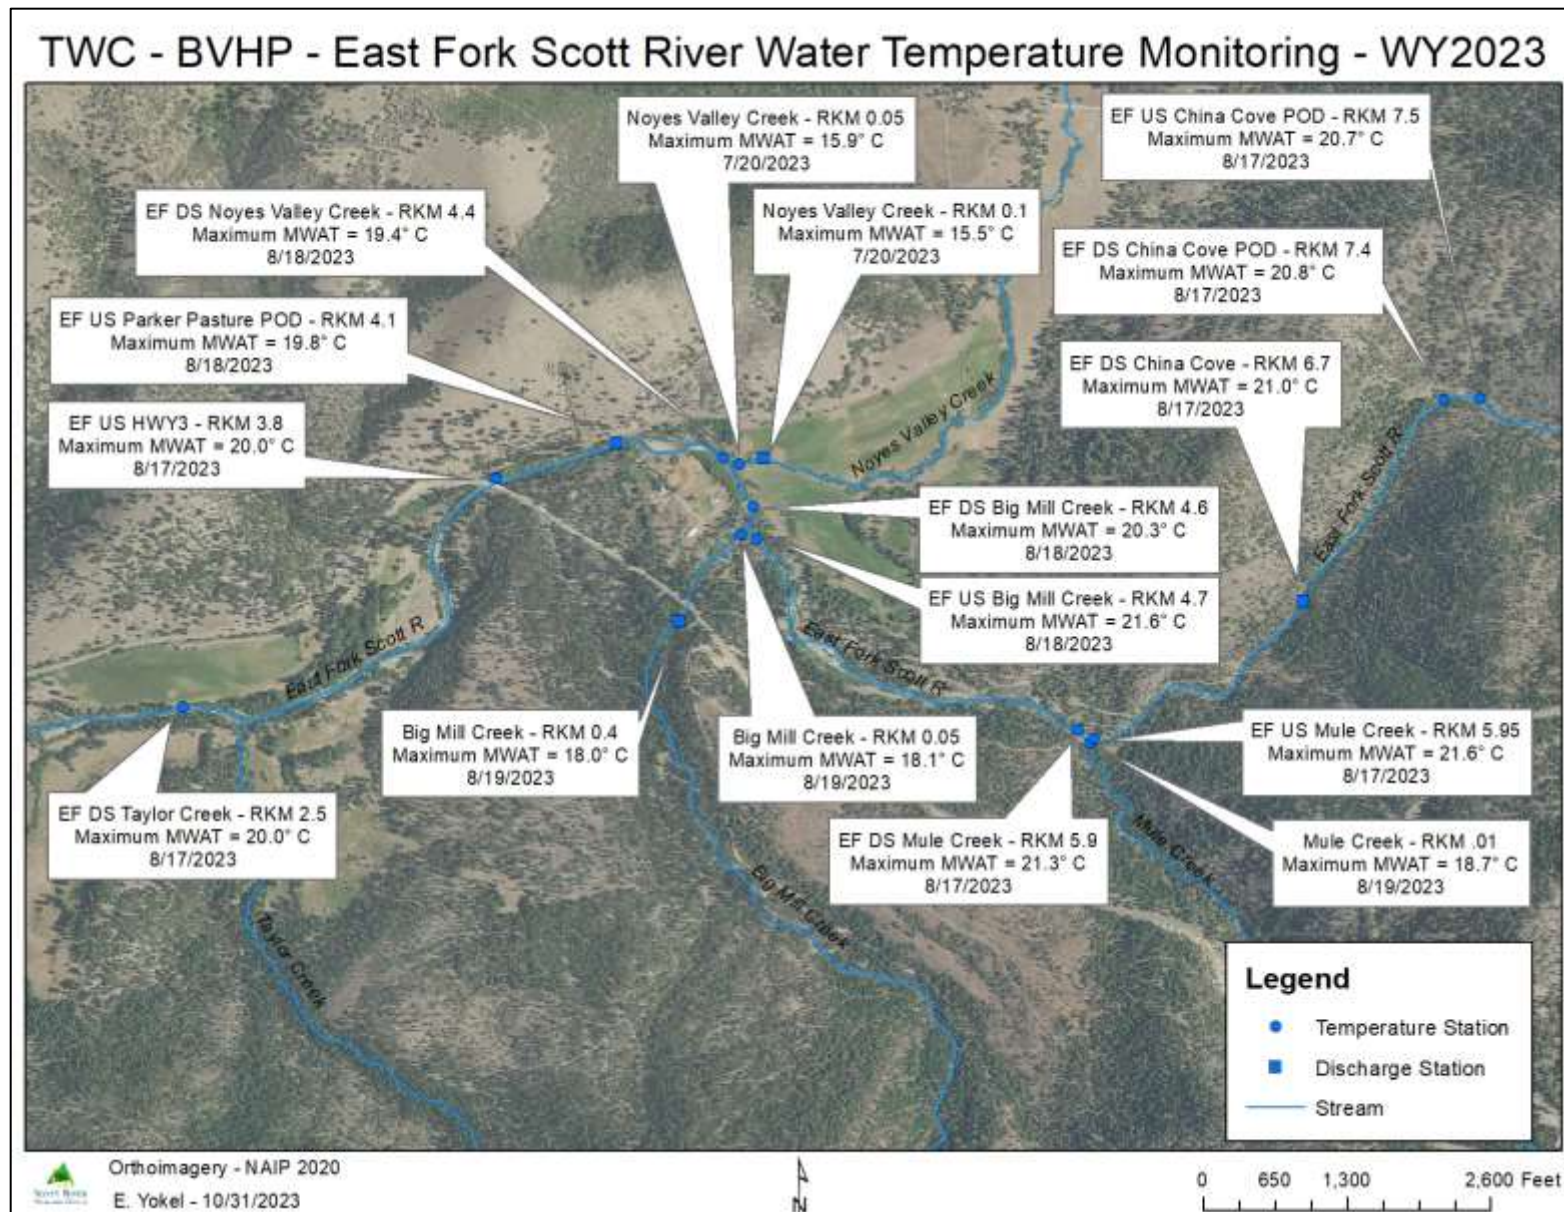 TWC - BVHP - East Fork Scott River Water Temperature Monitoring - WY2023
Noyes Valley Creek - RKM 0.05
Maximum MWAT = 15.9° C
7/20/2023
EF US China Cove POD - RKM 7.5
Maximum MWAT = 20.7° C
8/17/2023
EF DS Noyes Valley Creek - RKM 4.4
Maximum MWAT = 19.4° C
8/18/2023
Noyes Valley Creek - RKM 0.1
Maximum MWAT = 15.5° C
7/20/2023
EF DS China Cove POD - RKM 7.4
Maximum MWAT = 20.8° C
8/17/2023
EF US Parker Pasture POD - RKM 4.1
Maximum MWAT = 19.8° C
8/18/2023
EF DS China Cove - RKM 6.7
Maximum MWAT = 21.0° C
8/17/2023
EF US HWY3 - RKM 3.8
Maximum MWAT = 20.0° C
8/17/2023
Noyes Valley Creek
East Fork Scott R
EF DS Big Mill Creek - RKM 4.6
Maximum MWAT = 20.3° C
8/18/2023
EF US Big Mill Creek - RKM 4.7
Maximum MWAT = 21.6° C
8/18/2023
East Fork Scott R
East Fork Scott R
Big Mill Creek - RKM 0.4
Maximum MWAT = 18.0° C
8/19/2023
Big Mill Creek - RKM 0.05
Maximum MWAT = 18.1° C
8/19/2023
EF US Mule Creek - RKM 5.95
Maximum MWAT = 21.6° C
8/17/2023
EF DS Taylor Creek - RKM 2.5
Maximum MWAT = 20.0° C
8/17/2023
EF DS Mule Creek - RKM 5.9
Maximum MWAT = 21.3° C
8/17/2023
Mule Creek - RKM .01
Maximum MWAT = 18.7° C
8/19/2023
Mule Creek
Big Mill Creek
Taylor Creek
Legend
Temperature Station
Discharge Station
Stream
Orthoimagery - NAIP 2020
E. Yokel - 10/31/2023
SCOTT RIVER
N
0 650 1,300 2,600 Feet